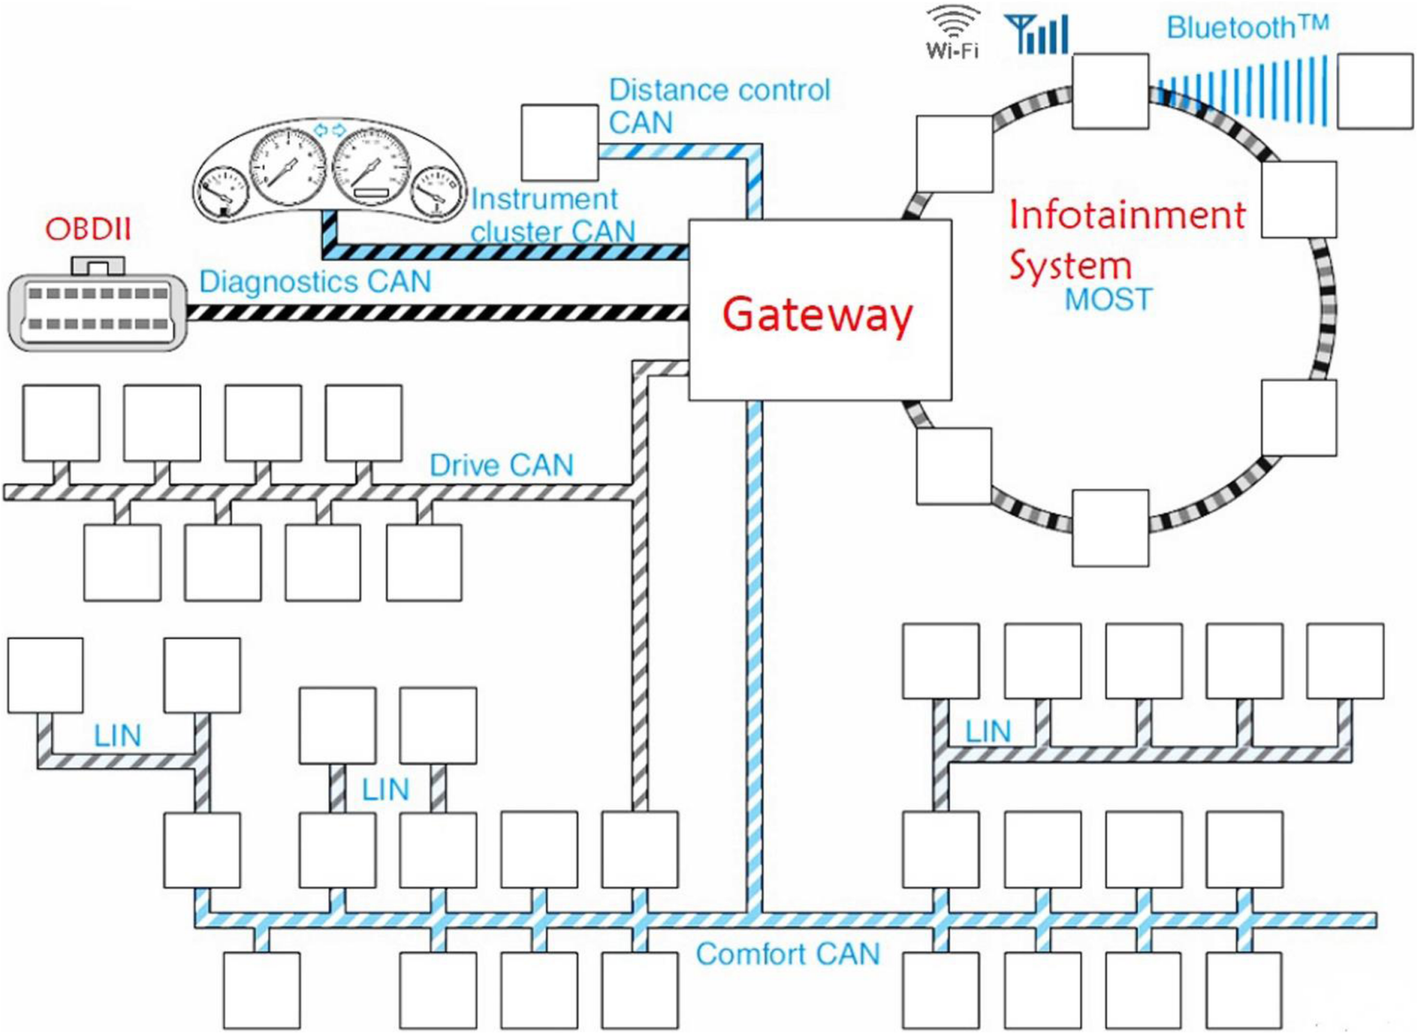 Wi-Fi
Bluetooth™
Distance control
CAN
Instrument
cluster CAN
OBDII
Diagnostics CAN
Gateway
Infotainment
System
MOST
Drive CAN
LIN
LIN
LIN
Comfort CAN